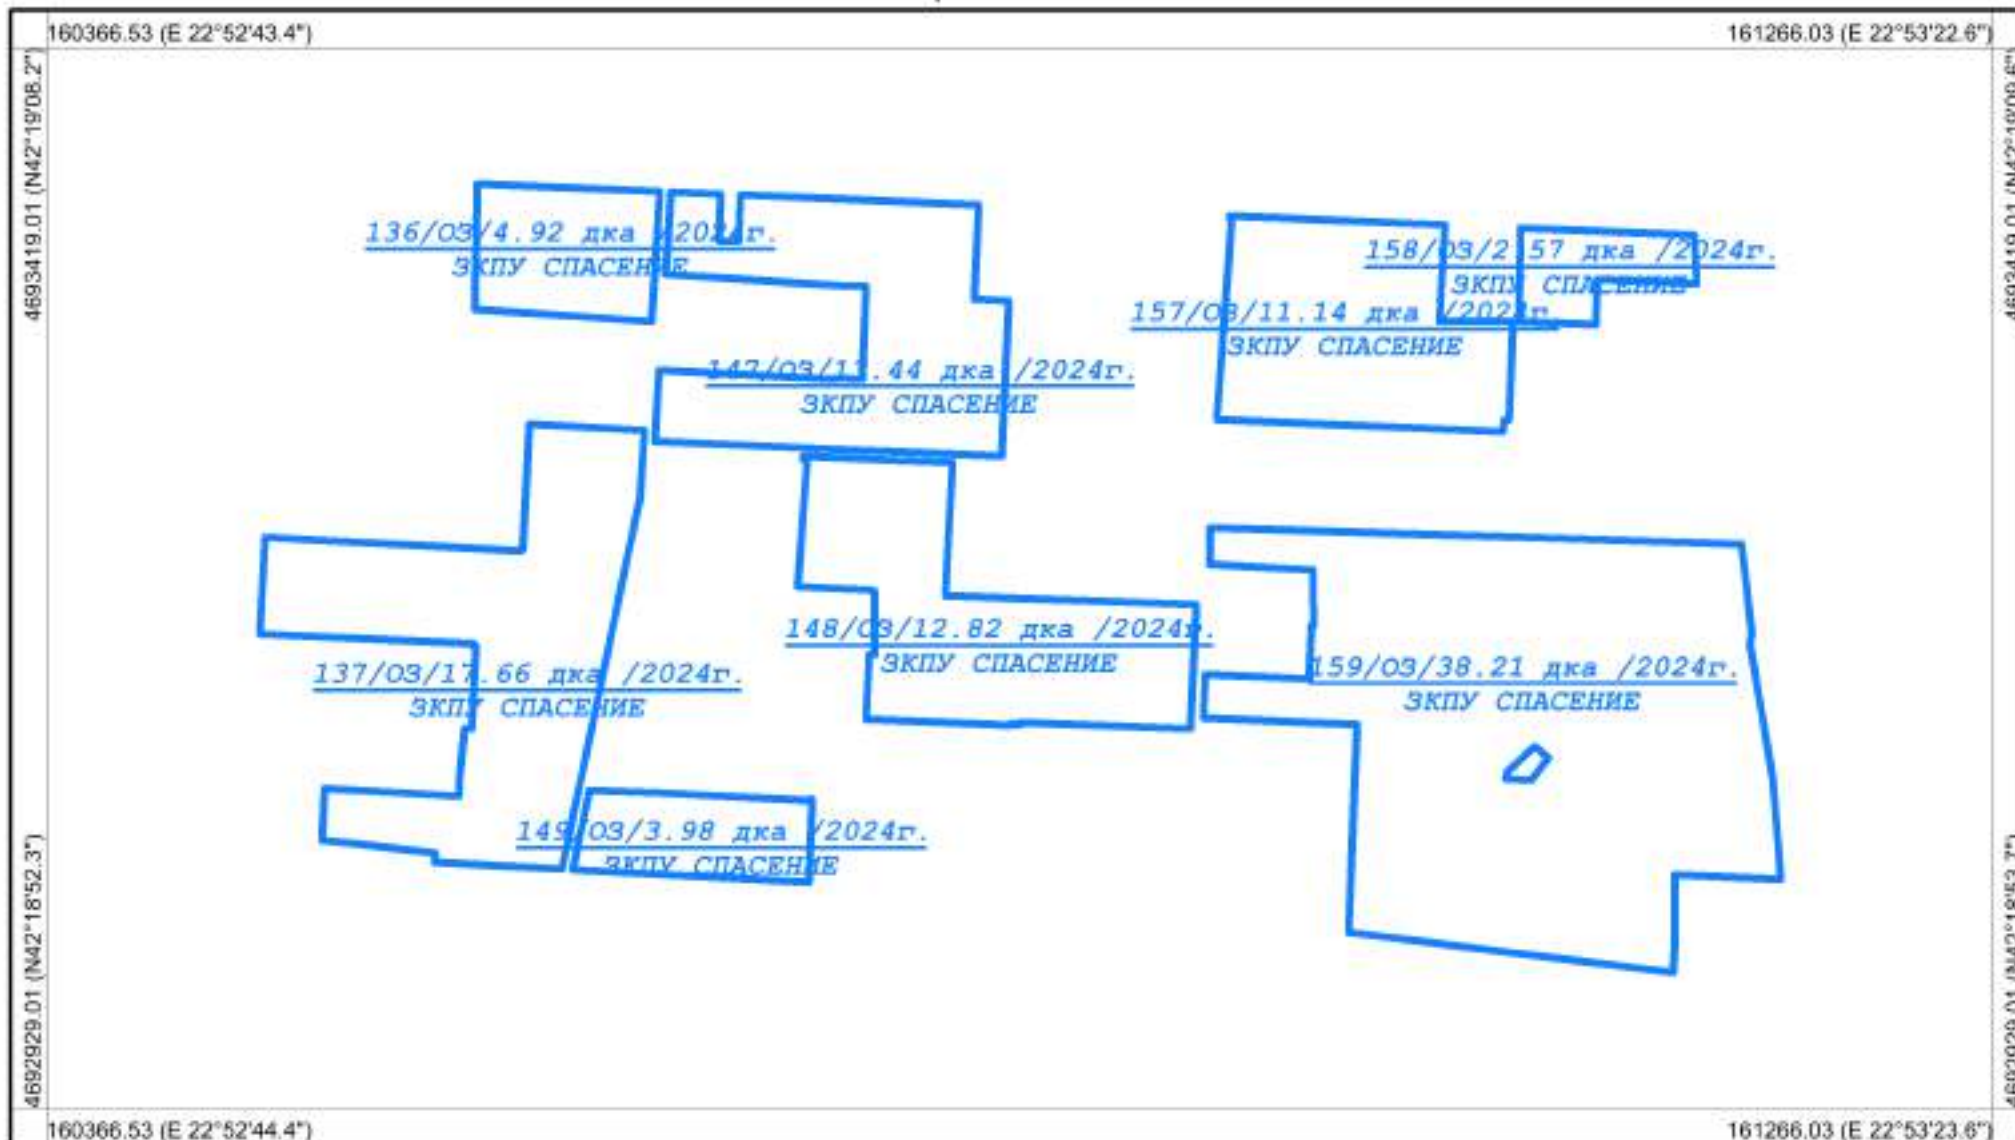 160366.53 (E 22°52'43.4") 161266.03 (E 22°53'22.6")
4693419.01 (N42°19'08.2")
136/ОЗ/4.92 дка /2024г.
ЗКПУ СПАСЕНИЕ
158/ОЗ/2.57 дка /2024г.
ЗКПУ СПАСЕНИЕ
157/ОЗ/11.14 дка /2024г.
ЗКПУ СПАСЕНИЕ
147/ОЗ/11.44 дка /2024г.
ЗКПУ СПАСЕНИЕ
148/ОЗ/12.82 дка /2024г.
ЗКПУ СПАСЕНИЕ
137/ОЗ/17.66 дка /2024г.
ЗКПУ СПАСЕНИЕ
159/ОЗ/38.21 дка /2024г.
ЗКПУ СПАСЕНИЕ
149/ОЗ/3.98 дка /2024г.
ЗКПУ СПАСЕНИЕ
4692929.01 (N42°18'52.3")
160366.53 (E 22°52'44.4") 161266.03 (E 22°53'23.6")